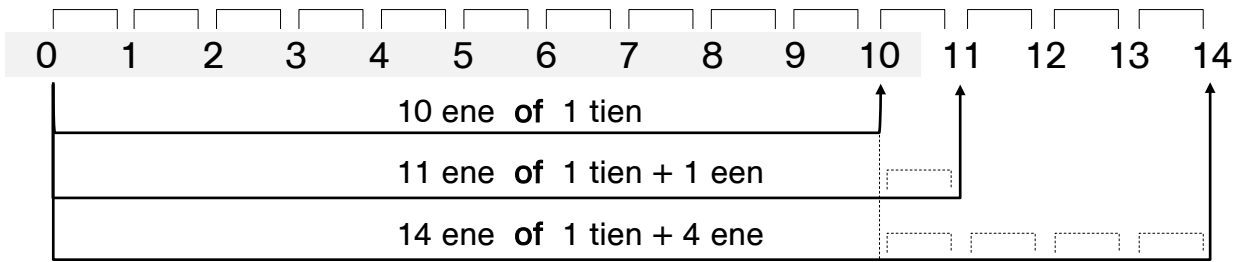 0 1 2 3 4 5 6 7 8 9 10 11 12 13 14
10 ene of 1 tien
11 ene of 1 tien + 1 een
14 ene of 1 tien + 4 ene